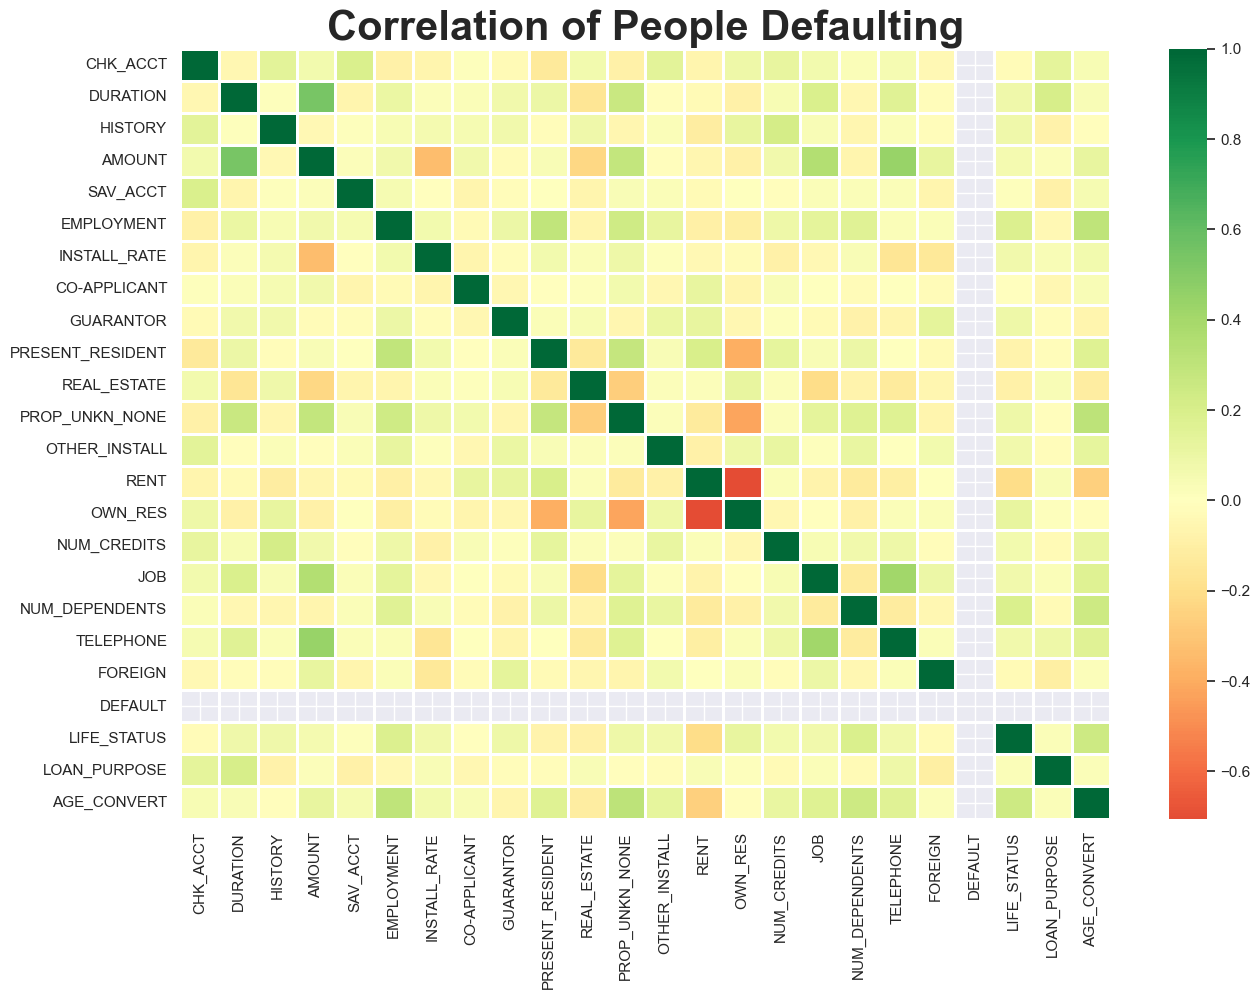 Correlation of People Defaulting
CHK_ACCT
DURATION
HISTORY
AMOUNT
SAV_ACCT
EMPLOYMENT
INSTALL_RATE
CO-APPLICANT
GUARANTOR
PRESENT_RESIDENT
REAL_ESTATE
PROP_UNKN_NONE
OTHER_INSTALL
RENT
OWN_RES
NUM_CREDITS
JOB
NUM_DEPENDENTS
TELEPHONE
FOREIGN
DEFAULT
LIFE_STATUS
LOAN_PURPOSE
AGE_CONVERT
CHK_ACCT
DURATION
HISTORY
AMOUNT
SAV_ACCT
EMPLOYMENT
INSTALL_RATE
CO-APPLICANT
GUARANTOR
PRESENT_RESIDENT
REAL_ESTATE
PROP_UNKN_NONE
OTHER_INSTALL
RENT
OWN_RES
NUM_CREDITS
JOB
NUM_DEPENDENTS
TELEPHONE
FOREIGN
DEFAULT
LIFE_STATUS
LOAN_PURPOSE
AGE_CONVERT
1.0
0.8
0.6
0.4
0.2
0.0
−0.2
−0.4
−0.6